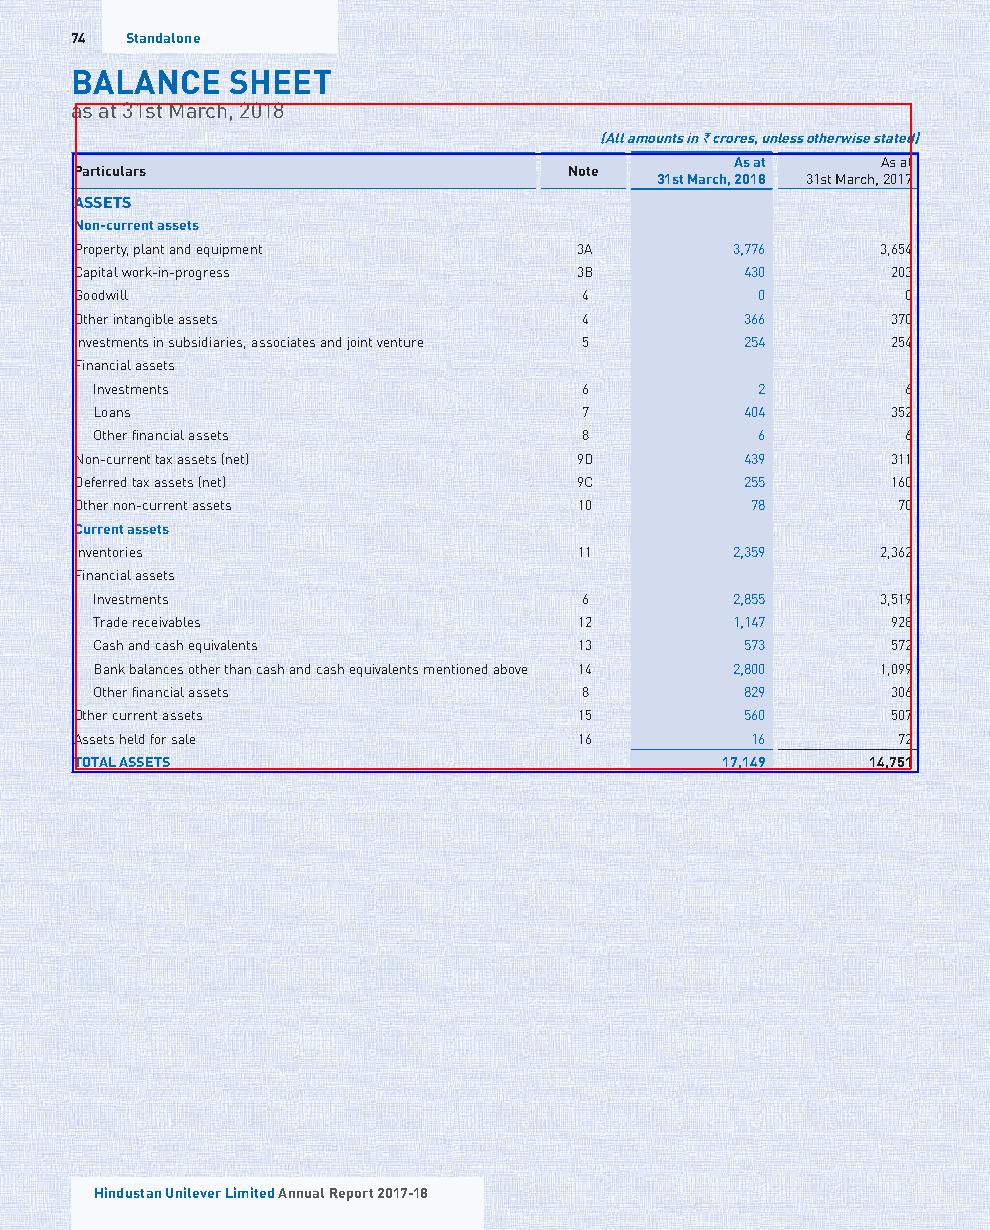 74 Standalone
BALANCE SHEET
as at 31st March, 2018
(All amounts in ₹ crores, unless otherwise stated)
Particulars Note As at 31st March, 2018 As at 31st March, 2017
ASSETS
Non-current assets
Property, plant and equipment 3A 3,776 3,654
Capital work-in-progress 3B 430 203
Goodwill 4 0 0
Other intangible assets 4 366 370
Investments in subsidiaries, associates and joint venture 5 254 254
Financial assets
Investments 6 2 6
Loans 7 404 352
Other financial assets 8 6 6
Non-current tax assets (net) 9D 439 311
Deferred tax assets (net) 9C 255 160
Other non-current assets 10 78 70
Current assets
Inventories 11 2,359 2,362
Financial assets
Investments 6 2,855 3,519
Trade receivables 12 1,147 928
Cash and cash equivalents 13 573 572
Bank balances other than cash and cash equivalents mentioned above 14 2,800 1,099
Other financial assets 8 829 306
Other current assets 15 560 507
Assets held for sale 16 16 72
TOTAL ASSETS 17,149 14,751
Hindustan Unilever Limited Annual Report 2017-18